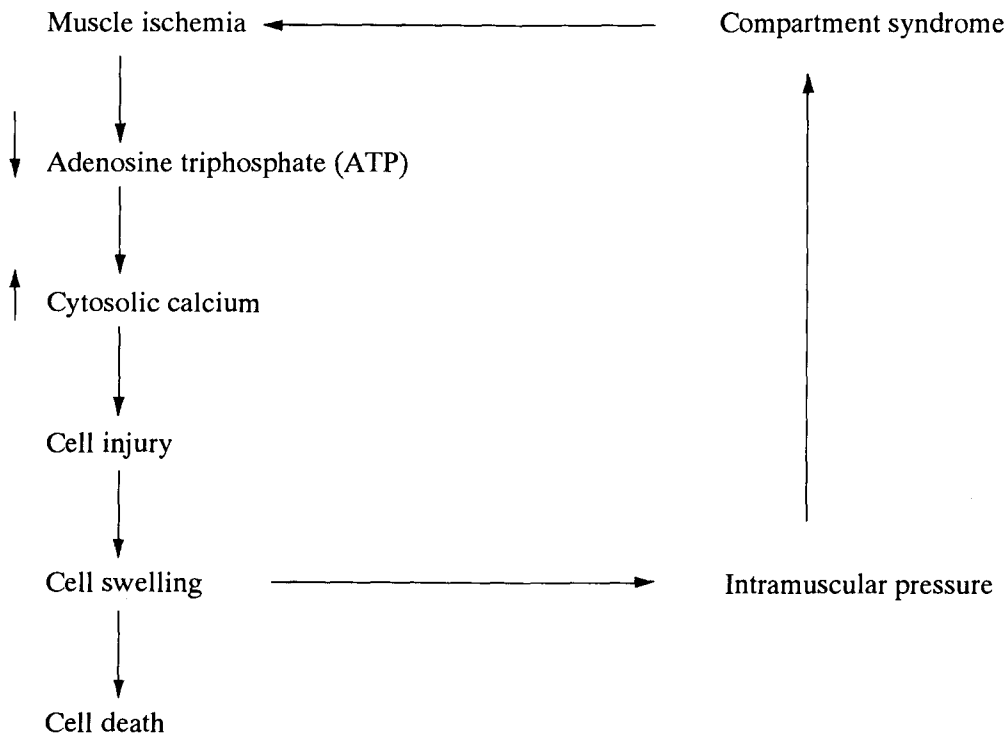 Muscle ischemia
Compartment syndrome
Adenosine triphosphate (ATP)
Cytosolic calcium
Cell injury
Cell swelling
Intramuscular pressure
Cell death